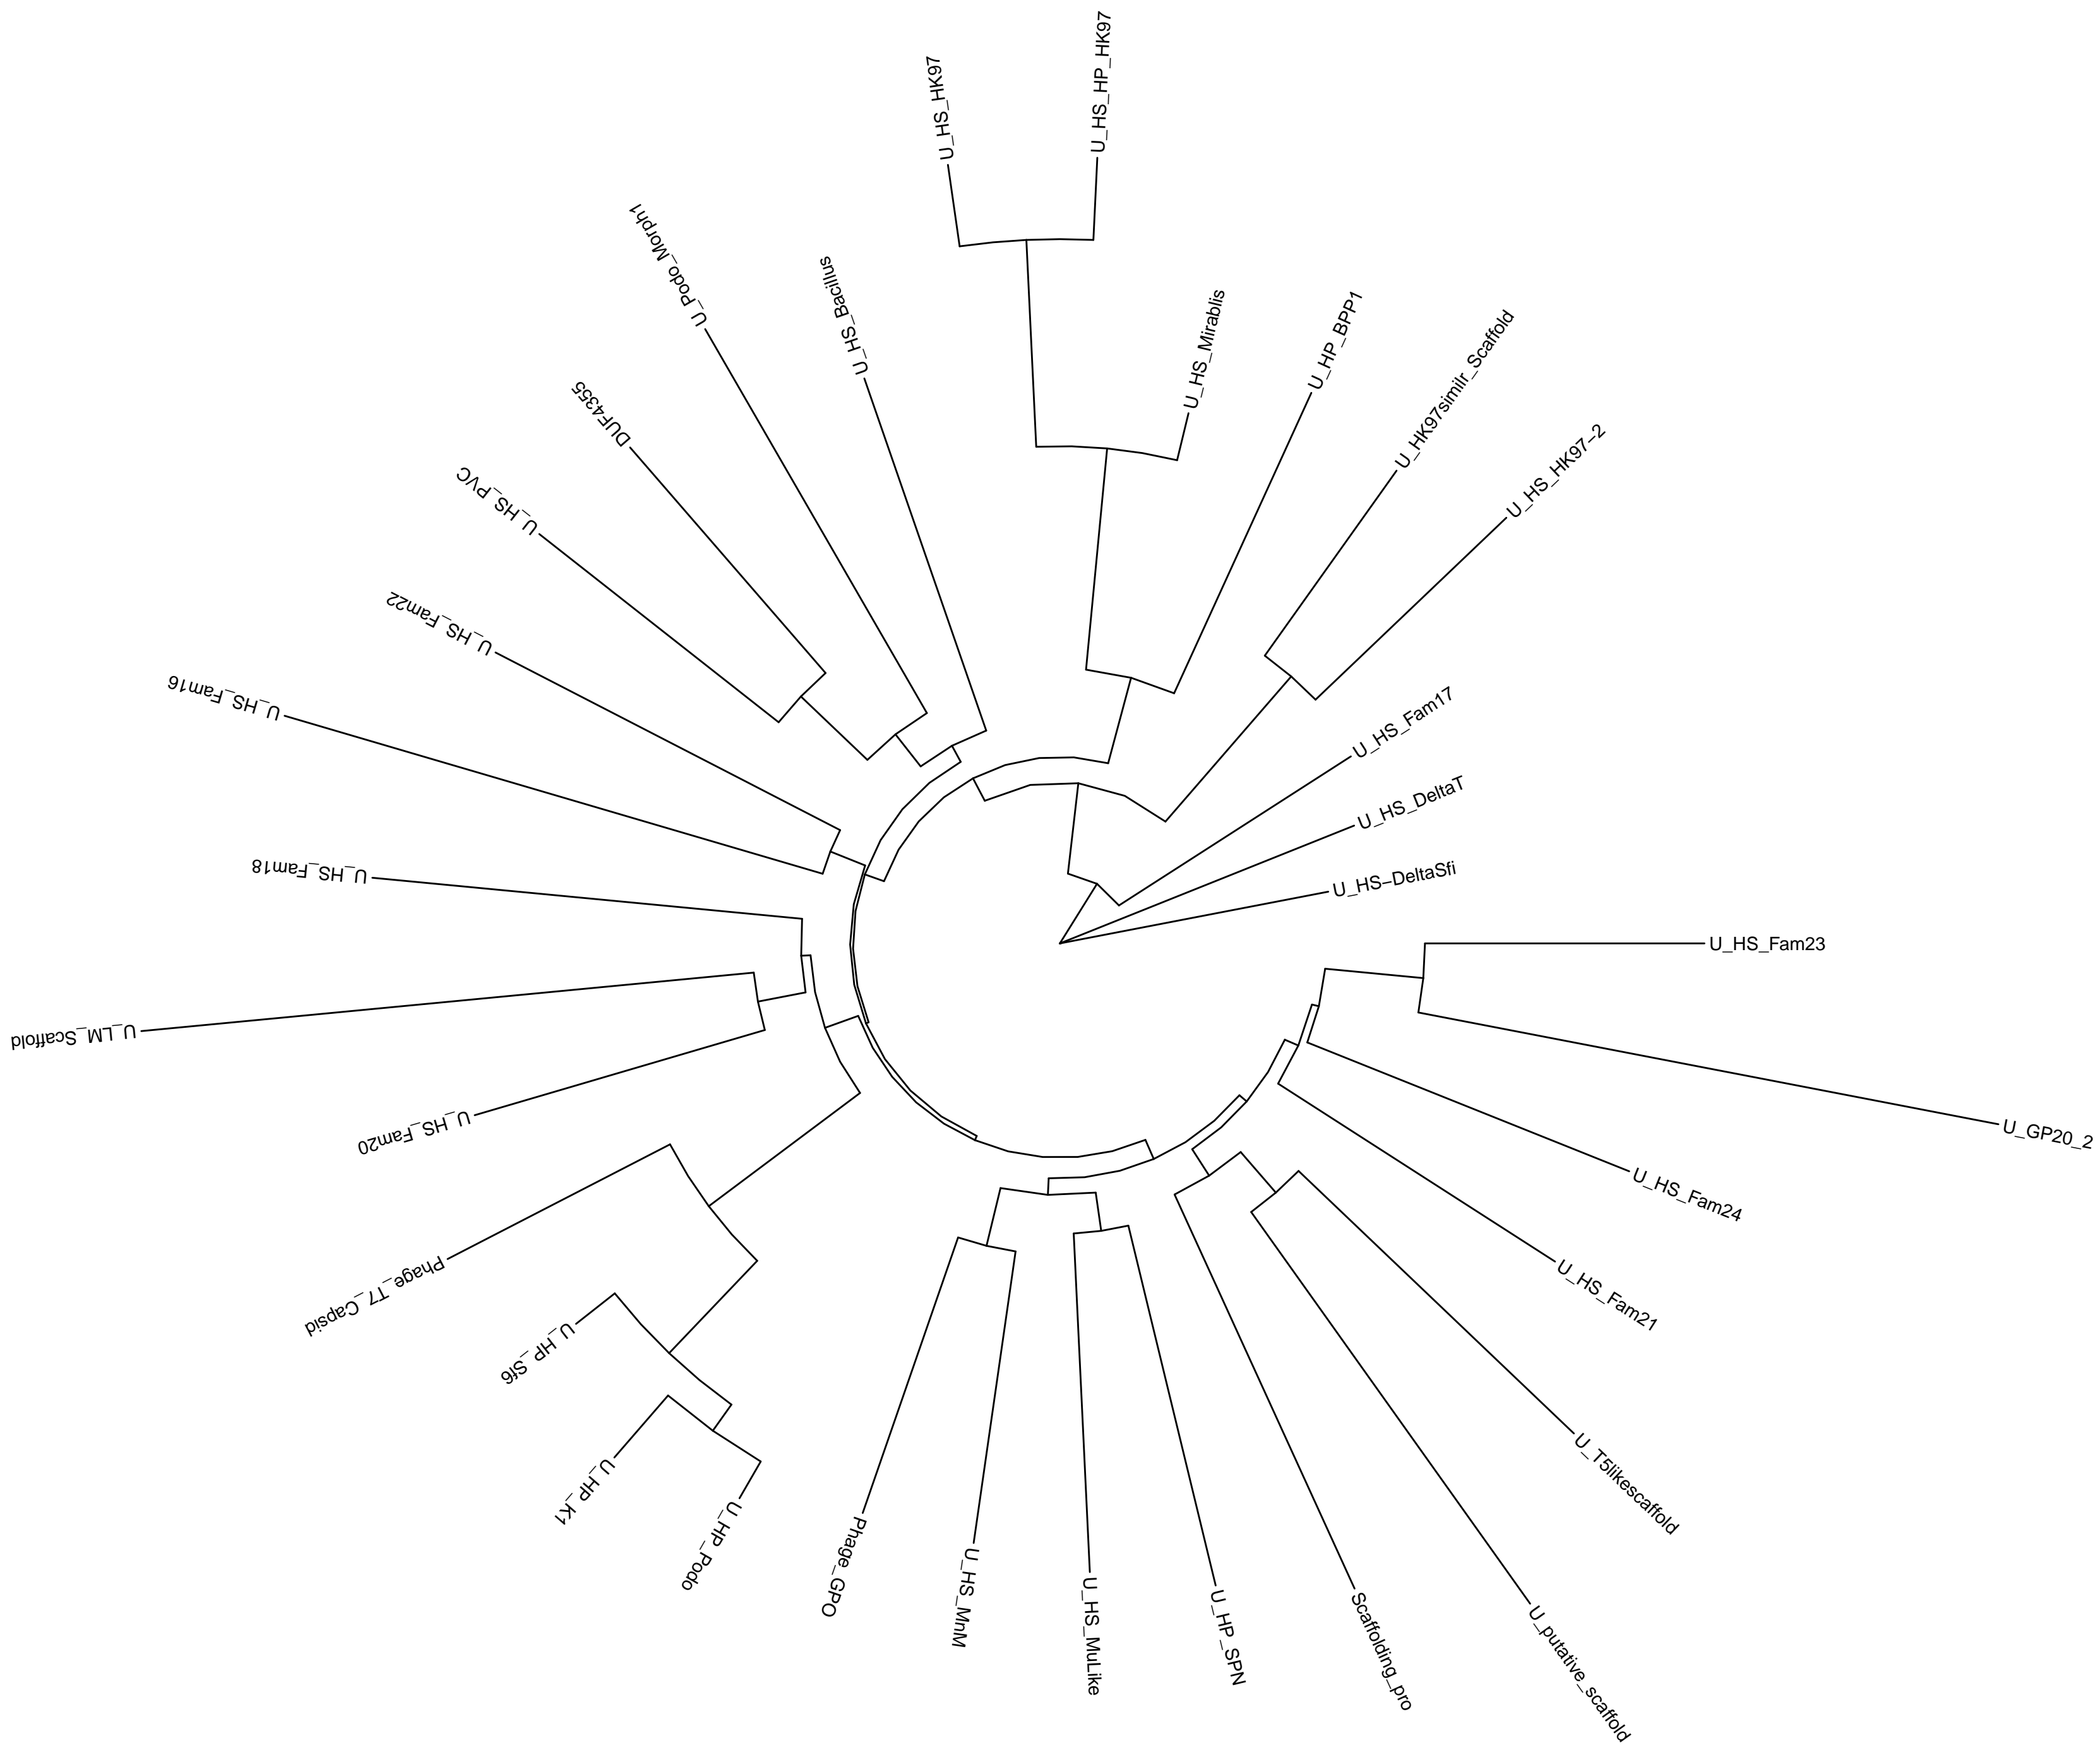 U_HS_HP_HK97
U_HS_HK97
U_Podo_Morph1
U_HS_Bacillus
U_HS_Mirablis
U_HP_BPP1
U_HK97similr_Scaffold
U_HS_HK97-2
DUF4355
U_HS_PVC
U_HS_Fam22
U_HS_Fam16
U_HS_Fam17
U_HS_DeltaT
U_HS-DeltaSfi
U_HS_Fam18
U_HS_Fam23
U_LM_Scaffold
U_HS_Fam20
U_GP20_2
U_HS_Fam24
Phage_T7_Capsid
U_HS_Fam21
U_HP_Sf6
U_HP_K1
U_T5likescaffold
U_HP_Podo
Phage_GPO
U_HS_MnM
U_HS_MuLike
U_HP_SPN
Scaffolding_pro
U_putative_scaffold